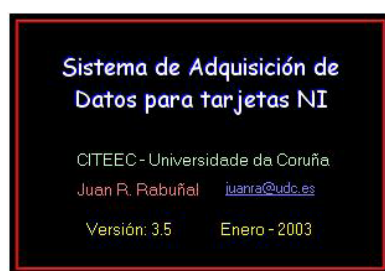 Sistema de Adquisición de
Datos para tarjetas NI
CITEEC - Universidade da Coruña
Juan R. Rabuñal juanra@udc.es
Versión: 3.5 Enero - 2003